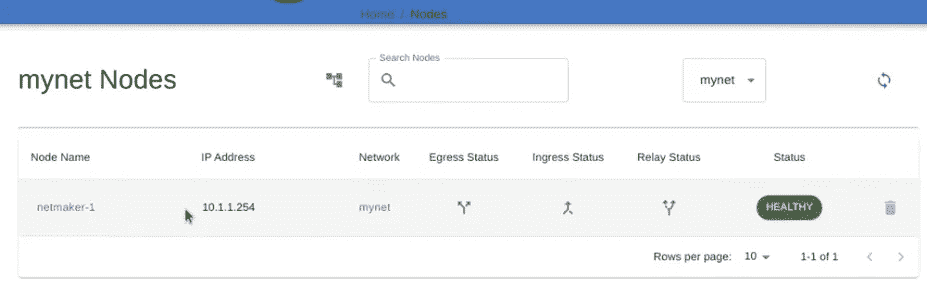 Home / Nodes
mynet Nodes
Search Nodes
mynet
Node Name IP Address Network Egress Status Ingress Status Relay Status Status
netmaker-1 10.1.1.254 mynet HEALTHY
Rows per page: 10 1-1 of 1